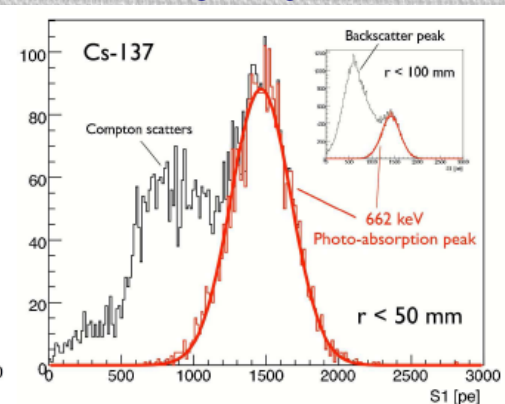 Cs-137
Backscatter peak
r < 100 mm
Compton scatters
662 keV
Photo-absorption peak
r < 50 mm
100
80
60
40
20
0
0 500 1000 1500 2000 2500 3000
S1 [pe]